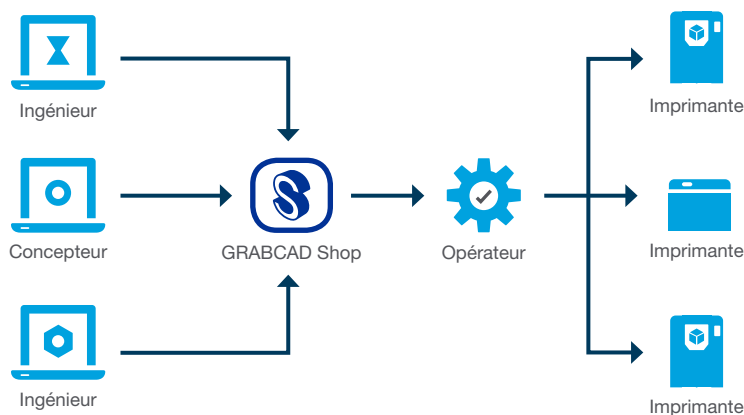 Ingénieur
Imprimante
Concepteur
GRABCAD Shop
Opérateur
Imprimante
Ingénieur
Imprimante